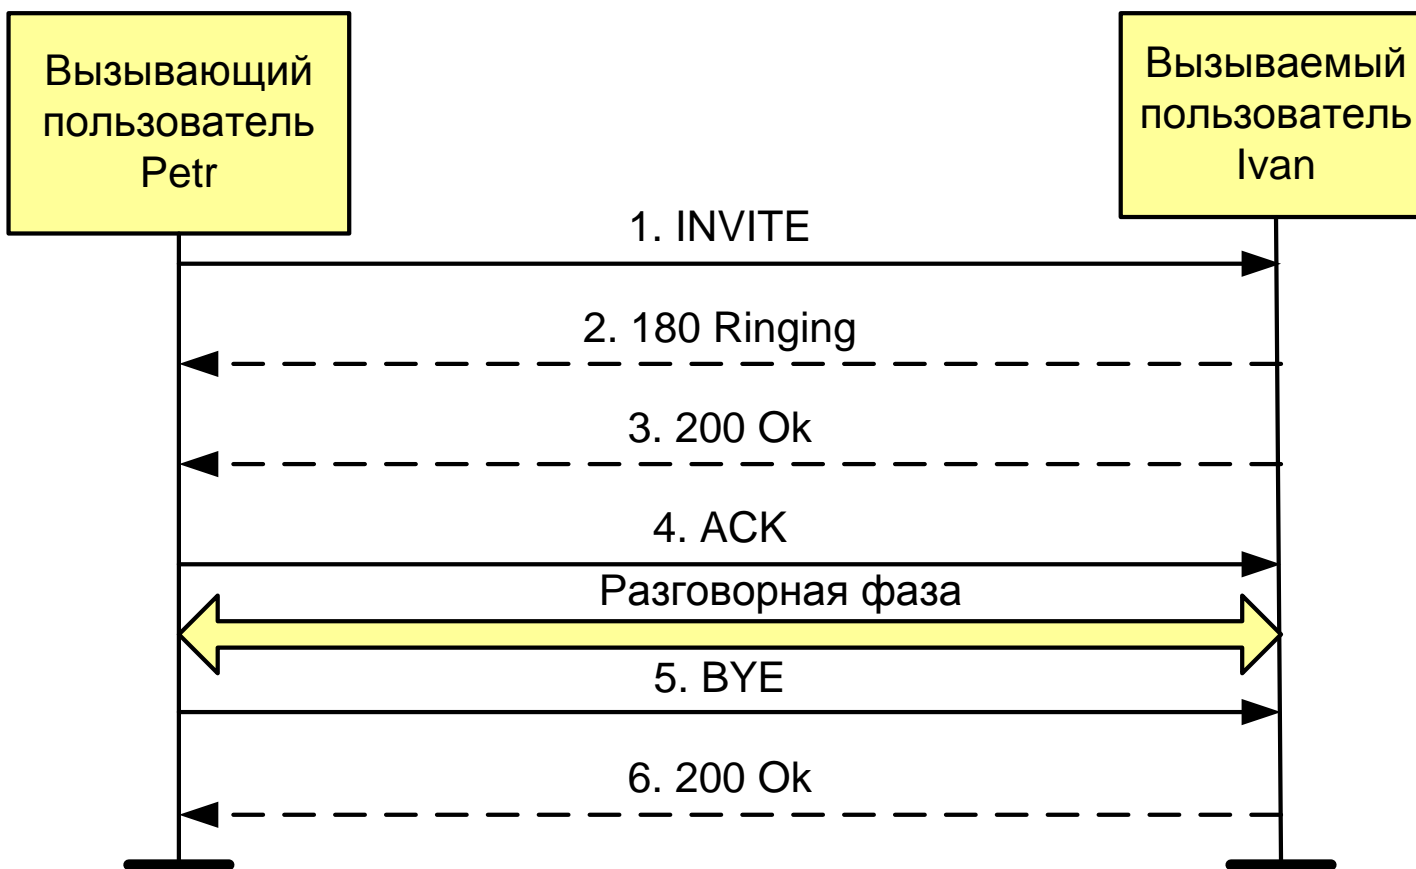 Вызывающий
пользователь
Petr
Вызываемый
пользователь
Ivan
1. INVITE
2. 180 Ringing
3. 200 Ok
4. ACK
Разговорная фаза
5. BYE
6. 200 Ok